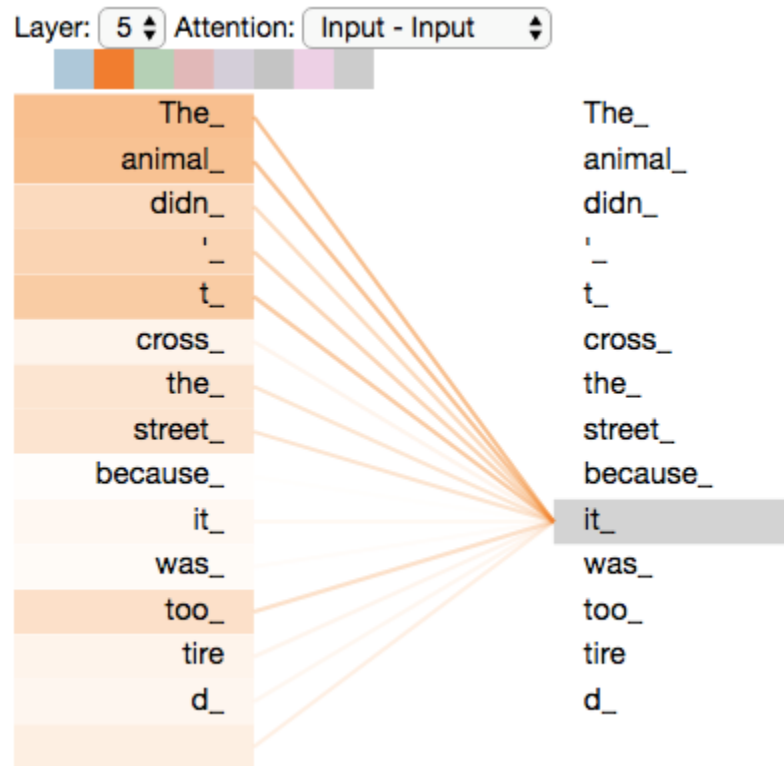 Layer: 5 Attention: Input - Input
The_ The_
animal_ animal_
didn_ didn_
'_ '_
t_ t_
cross_ cross_
the_ the_
street_ street_
because_ because_
it_ it_
was_ was_
too_ too_
tire tire
d_ d_